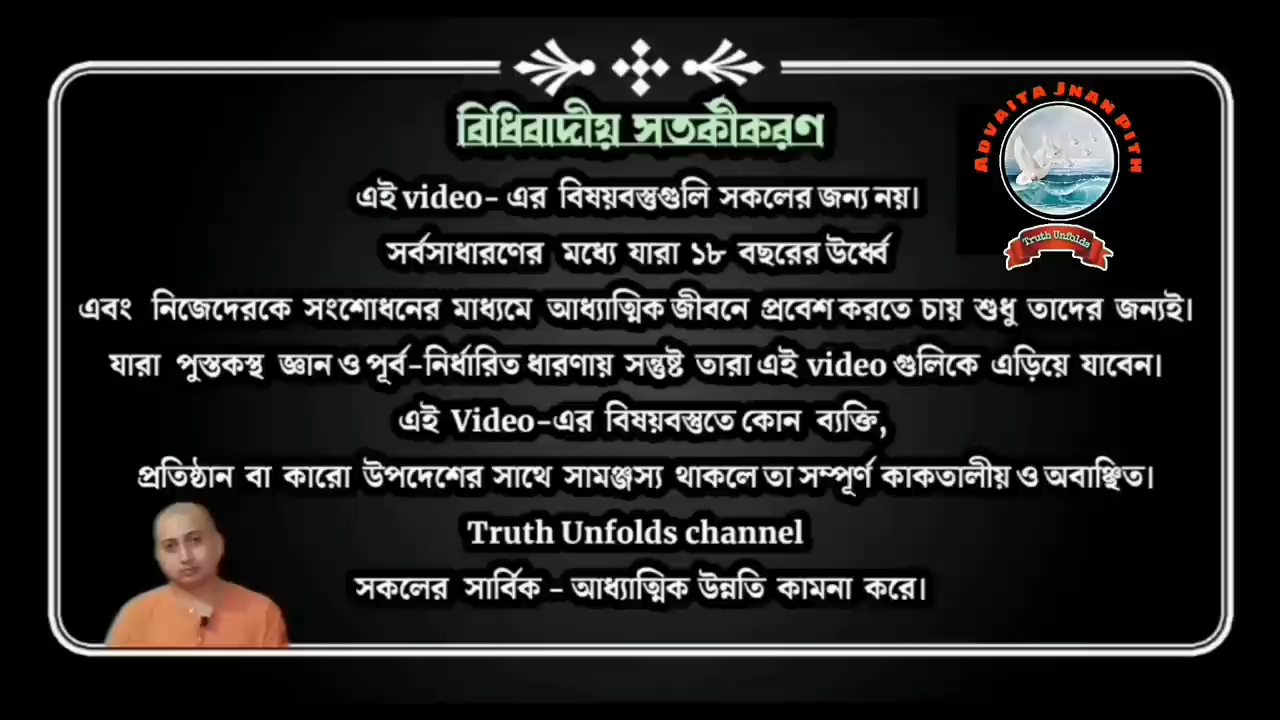 বিধিবাদীয় সতর্কীকরণ
ADVAITA JNAN PITH
Truth Unfolds
এই video- এর বিষয়বস্তুগুলি সকলের জন্য নয়।
সর্বসাধারণের মধ্যে যারা ১৮ বছরের উর্ধ্বে
এবং নিজেদেরকে সংশোধনের মাধ্যমে আধ্যাত্মিক জীবনে প্রবেশ করতে চায় শুধু তাদের জন্যই।
যারা পুস্তকস্থ জ্ঞান ও পূর্ব-নির্ধারিত ধারণায় সন্তুষ্ট তারা এই video গুলিকে এড়িয়ে যাবেন।
এই Video-এর বিষয়বস্তুতে কোন ব্যক্তি,
প্রতিষ্ঠান বা কারো উপদেশের সাথে সামঞ্জস্য থাকলে তা সম্পূর্ণ কাকতালীয় ও অবাঞ্ছিত।
Truth Unfolds channel
সকলের সার্বিক - আধ্যাত্মিক উন্নতি কামনা করে।